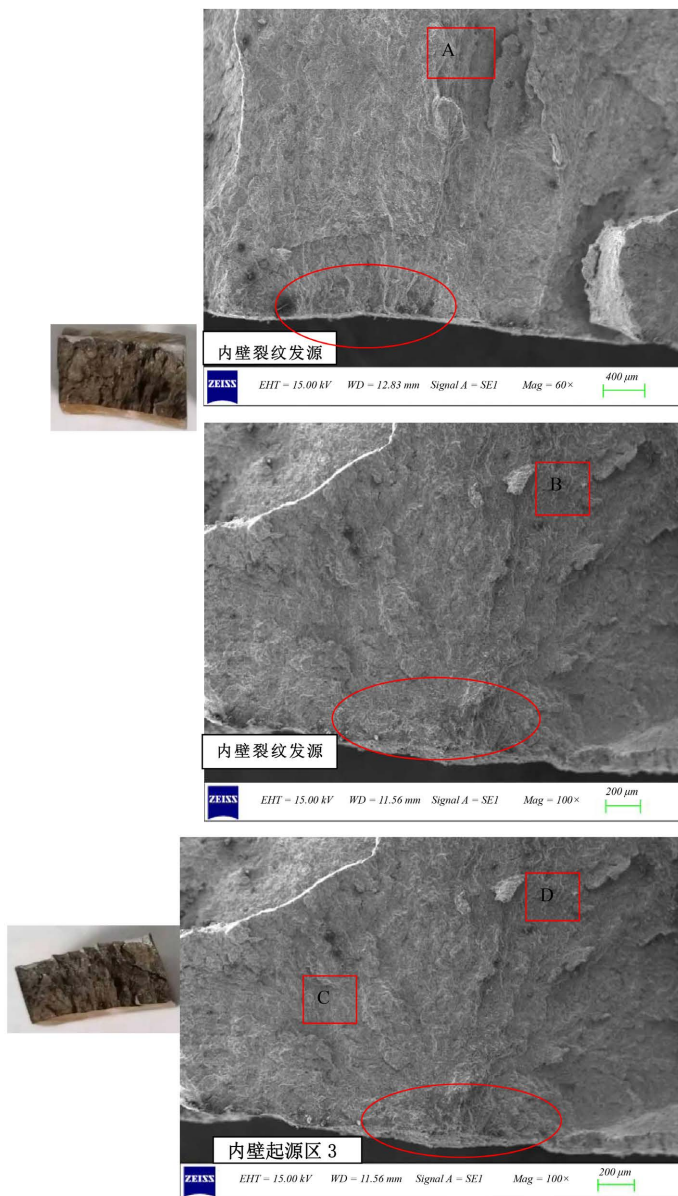 A
内壁裂纹发源
ZEISS EHT = 15.00 kV WD = 12.83 mm Signal A = SE1 Mag = 60× 400 μm
B
内壁裂纹发源
ZEISS EHT = 15.00 kV WD = 11.56 mm Signal A = SE1 Mag = 100× 200 μm
D
C
内壁起源区 3
ZEISS EHT = 15.00 kV WD = 11.56 mm Signal A = SE1 Mag = 100× 200 μm